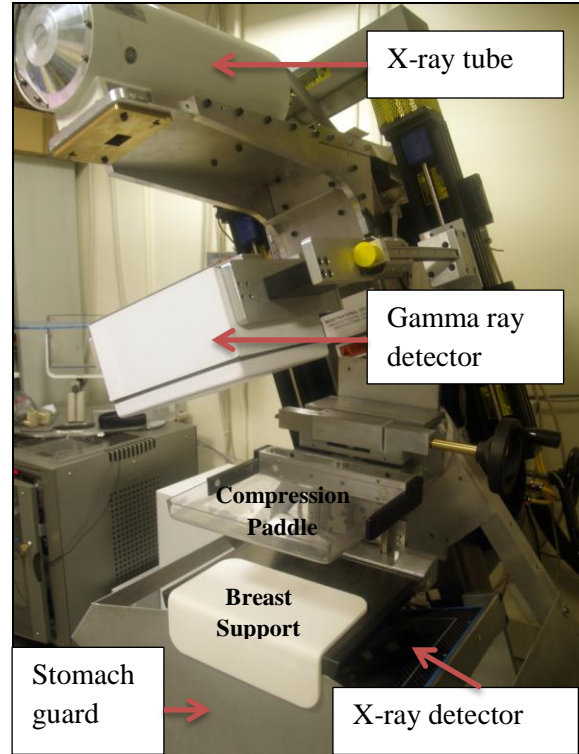 X-ray tube
Gamma ray
detector
Compression
Paddle
Breast
Support
Stomach
guard
X-ray detector